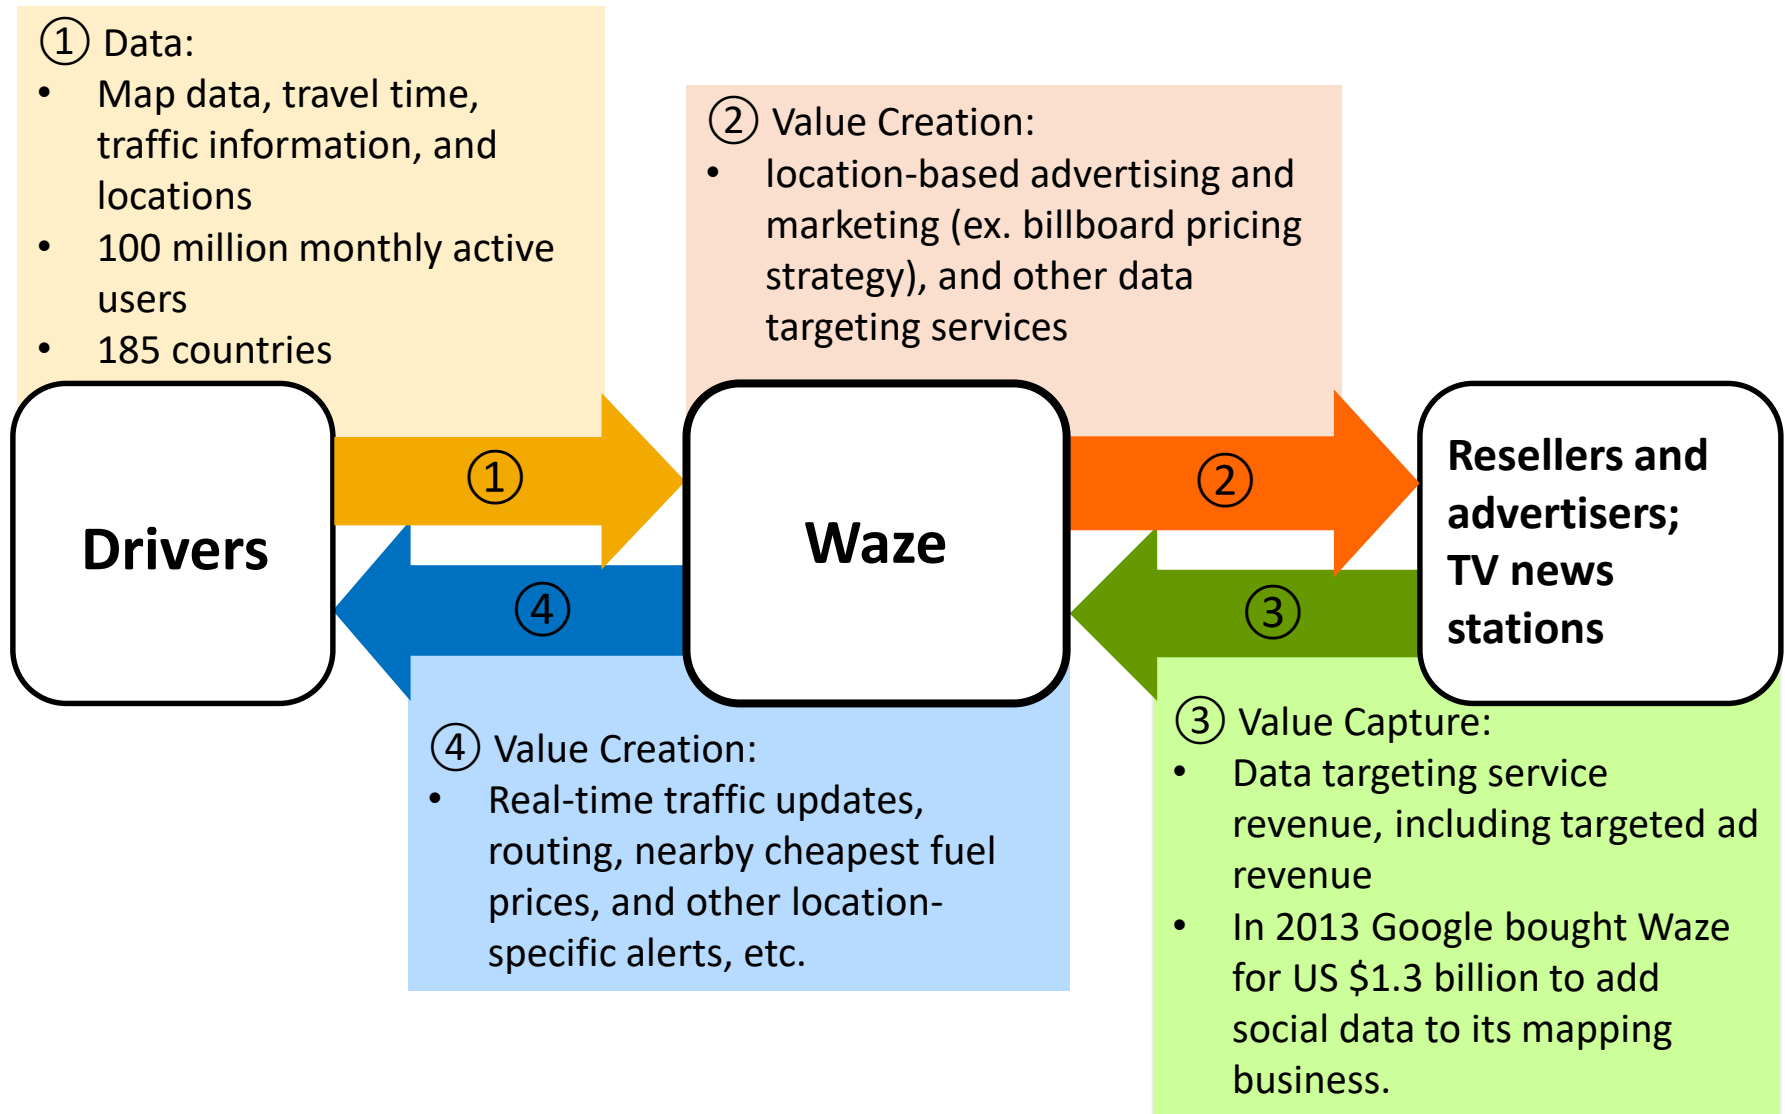 ① Data:
• Map data, travel time,
traffic information, and
locations
• 100 million monthly active
users
• 185 countries
② Value Creation:
• location-based advertising and
marketing (ex. billboard pricing
strategy), and other data
targeting services
Drivers
①
④
Waze
②
③
Resellers and
advertisers;
TV news
stations
④ Value Creation:
• Real-time traffic updates,
routing, nearby cheapest fuel
prices, and other location-
specific alerts, etc.
③ Value Capture:
• Data targeting service
revenue, including targeted ad
revenue
• In 2013 Google bought Waze
for US $1.3 billion to add
social data to its mapping
business.